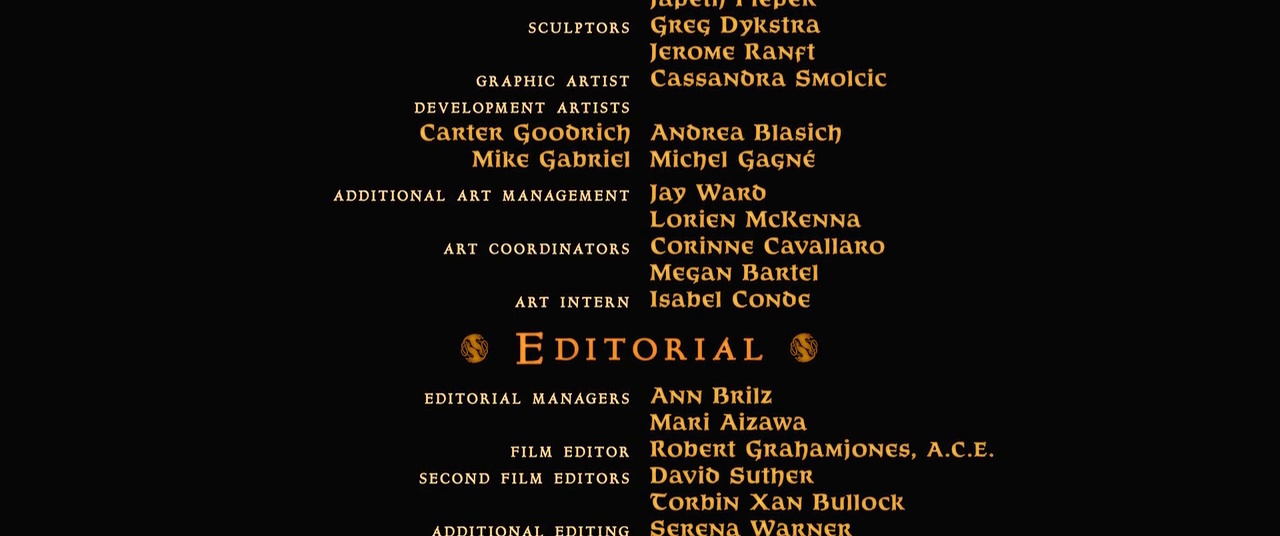 Japeth Pieper
SCULPTORS Greg Dykstra
Jerome Ranft
GRAPHIC ARTIST Cassandra Smolcic
DEVELOPMENT ARTISTS
Carter Goodrich Andrea Blasich
Mike Gabriel Michel Gagné
ADDITIONAL ART MANAGEMENT Jay Ward
Lorien McKenna
ART COORDINATORS Corinne Cavallaro
Megan Bartel
ART INTERN Isabel Conde
EDITORIAL
EDITORIAL MANAGERS Ann Brilz
Mari Aizawa
FILM EDITOR Robert Grahamjones, A.C.E.
SECOND FILM EDITORS David Suther
Torbin Xan Bullock
ADDITIONAL EDITING Serena Warner